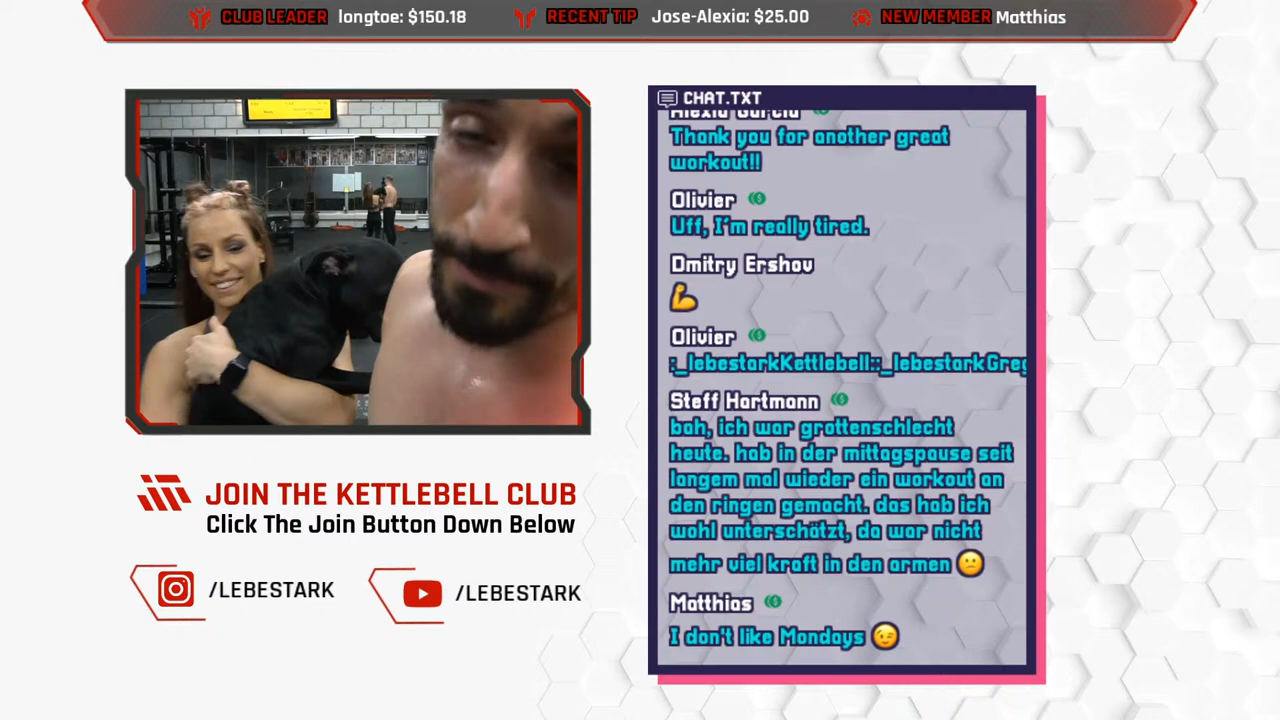 CLUB LEADER longtoe: $150.18 RECENT TIP Jose-Alexia: $25.00 NEW MEMBER Matthias
CHAT.TXT
Alexia Garcia
Thank you for another great
workout!!
Olivier
Uff, I'm really tired.
Dmitry Ershov
Olivier
:_lebestarkKettlebell::_lebestarkGreg
Steff Hartmann
bah, ich war grottenschlecht
heute. hab in der mittagspause seit
langem mal wieder ein workout an
den ringen gemacht. das hab ich
wohl unterschätzt, da war nicht
mehr viel kraft in den armen
Matthias
I don't like Mondays
JOIN THE KETTLEBELL CLUB
Click The Join Button Down Below
/LEBESTARK
/LEBESTARK